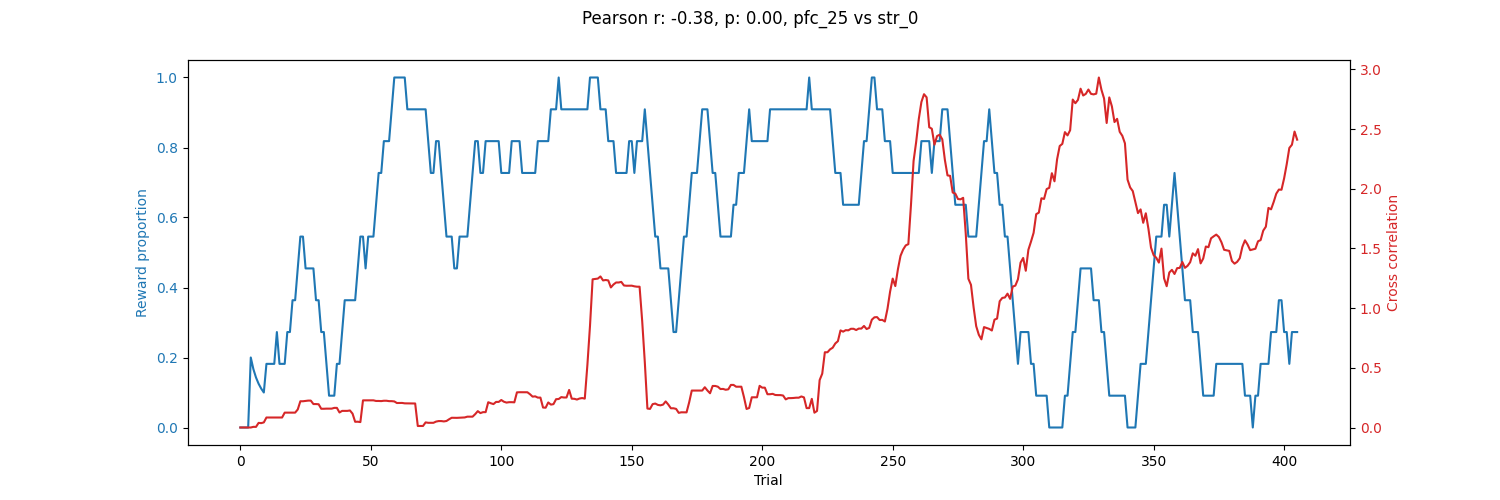 Pearson r: -0.38, p: 0.00, pfc_25 vs str_0
1.0
0.8
0.6
0.4
0.2
0.0
Reward proportion
3.0
2.5
2.0
1.5
1.0
0.5
0.0
Cross correlation
0 50 100 150 200 250 300 350 400
Trial